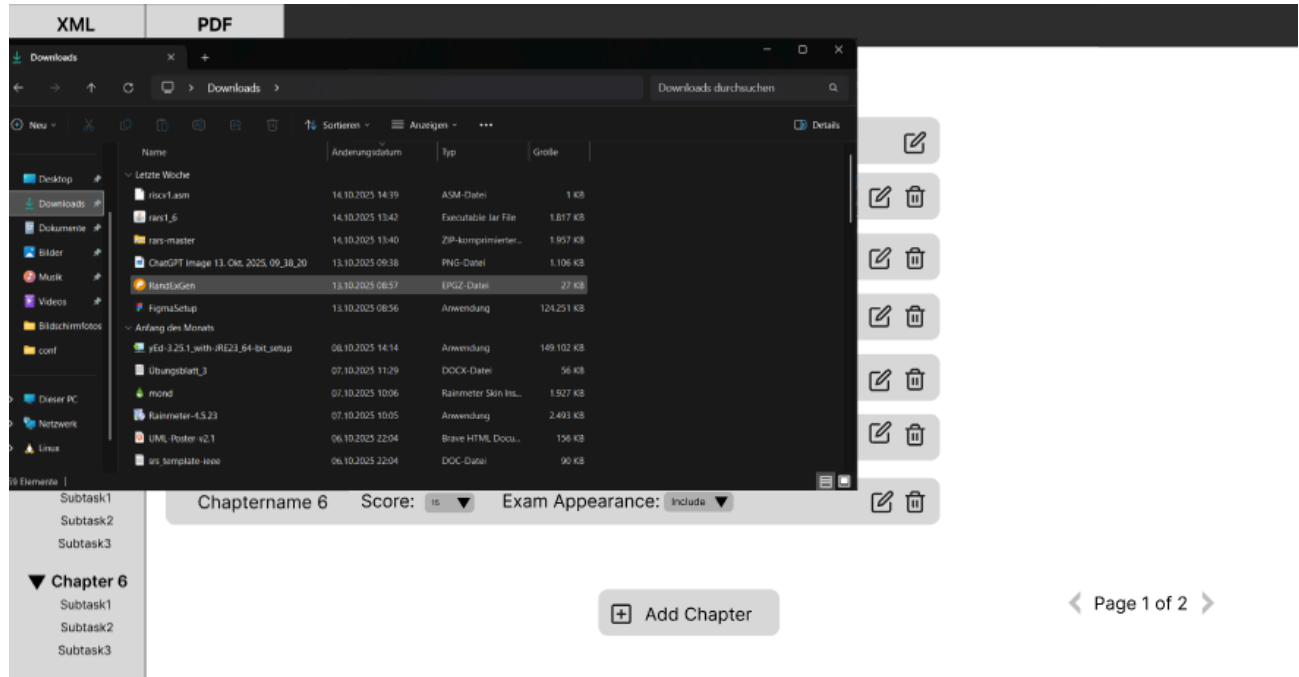 XML PDF
Downloads
Downloads
Downloads durchsuchen
Neu Sortieren Anzeigen Details
Name Änderungsdatum Typ Größe
Desktop
Downloads
Dokumente
Bilder
Musik
Videos
Bildschirmfotos
conf
Dieser PC
Netzwerk
Linux
Letzte Woche
riscv1.asm 14.10.2025 14:39 ASM-Datei 1 KB
rars1_6 14.10.2025 13:42 Executable Jar File 1.817 KB
rars-master 14.10.2025 13:40 ZIP-komprimierter... 1.957 KB
ChatGPT Image 13. Okt. 2025, 09_38_20 13.10.2025 09:38 PNG-Datei 1.106 KB
RandExGen 13.10.2025 08:57 EPGZ-Datei 27 KB
FigmaSetup 13.10.2025 08:56 Anwendung 124.251 KB
Anfang des Monats
yEd-3.25.1_with-JRE23_64-bit_setup 08.10.2025 14:14 Anwendung 149.102 KB
Übungsblatt_3 07.10.2025 11:29 DOCX-Datei 56 KB
mond 07.10.2025 10:06 Rainmeter Skin Ins... 1.927 KB
Rainmeter-4.5.23 07.10.2025 10:05 Anwendung 2.493 KB
UML-Poster-v2.1 06.10.2025 22:04 Brave HTML Docu... 156 KB
srs_template-ieee 06.10.2025 22:04 DOC-Datei 90 KB
Elemente
Subtask1
Subtask2
Subtask3
Chapter 6
Subtask1
Subtask2
Subtask3
Chaptername 6 Score: 15 Exam Appearance: Include
Add Chapter
Page 1 of 2